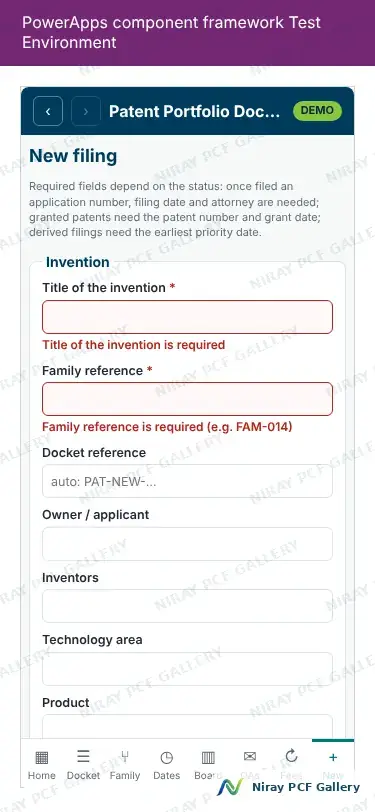 PowerApps component framework Test
Environment
‹ › Patent Portfolio Doc... DEMO
New filing
Required fields depend on the status: once filed an
application number, filing date and attorney are needed;
granted patents need the patent number and grant date;
derived filings need the earliest priority date.
Invention
Title of the invention *
Title of the invention is required
Family reference *
Family reference is required (e.g. FAM-014)
Docket reference
auto: PAT-NEW-...
Owner / applicant
Inventors
Technology area
Product
Home Docket Family Dates New
Niray PCF Gallery
NIRAY PCF GALLERY